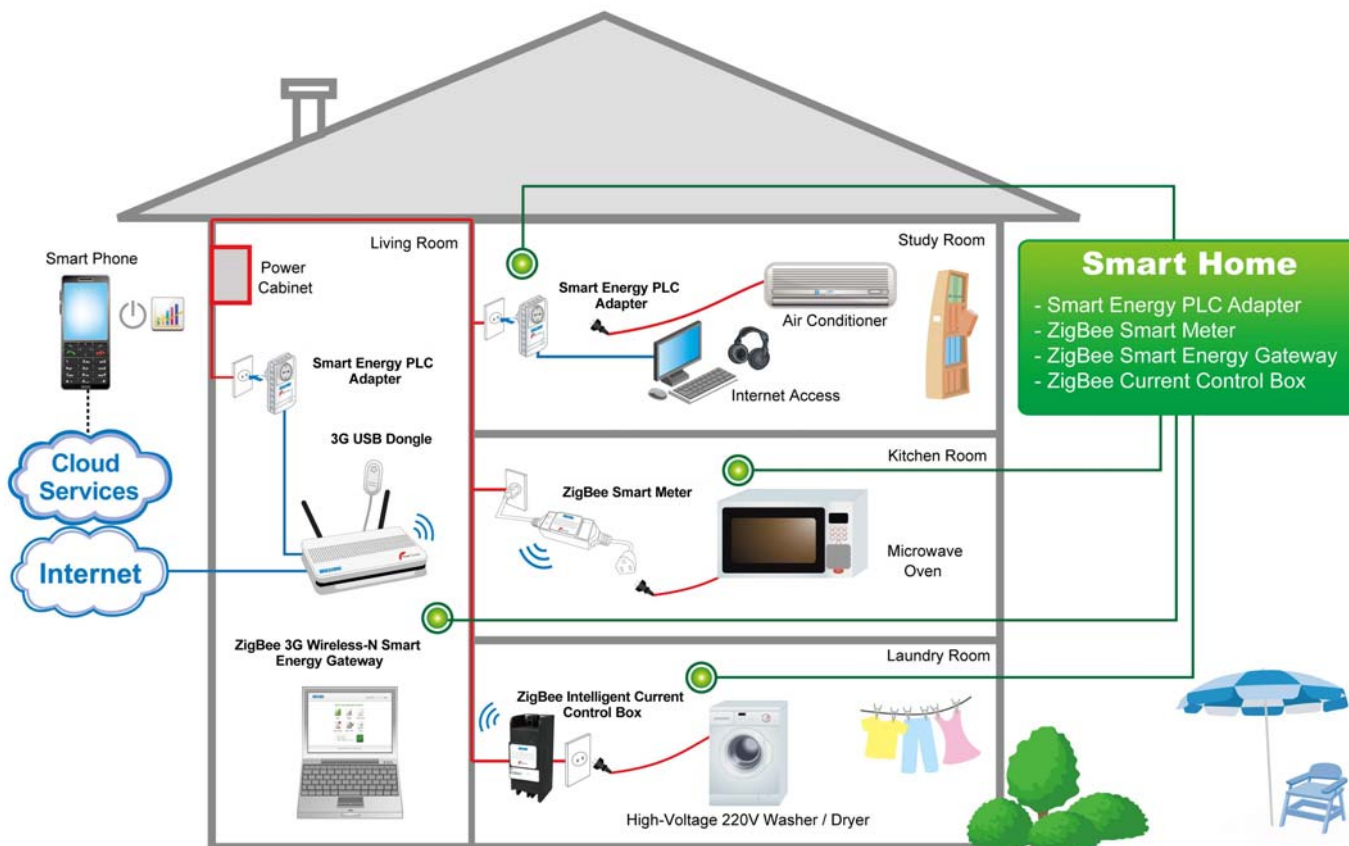 Living Room
Study Room
Smart Phone
Power
Cabinet
Smart Energy PLC
Adapter
Air Conditioner
Smart Home
- Smart Energy PLC Adapter
- ZigBee Smart Meter
- ZigBee Smart Energy Gateway
- ZigBee Current Control Box
Smart Energy PLC
Adapter
Internet Access
3G USB Dongle
Cloud
Services
Kitchen Room
ZigBee Smart Meter
Microwave
Oven
Internet
ZigBee 3G Wireless-N Smart
Energy Gateway
Laundry Room
ZigBee Intelligent Current
Control Box
High-Voltage 220V Washer / Dryer